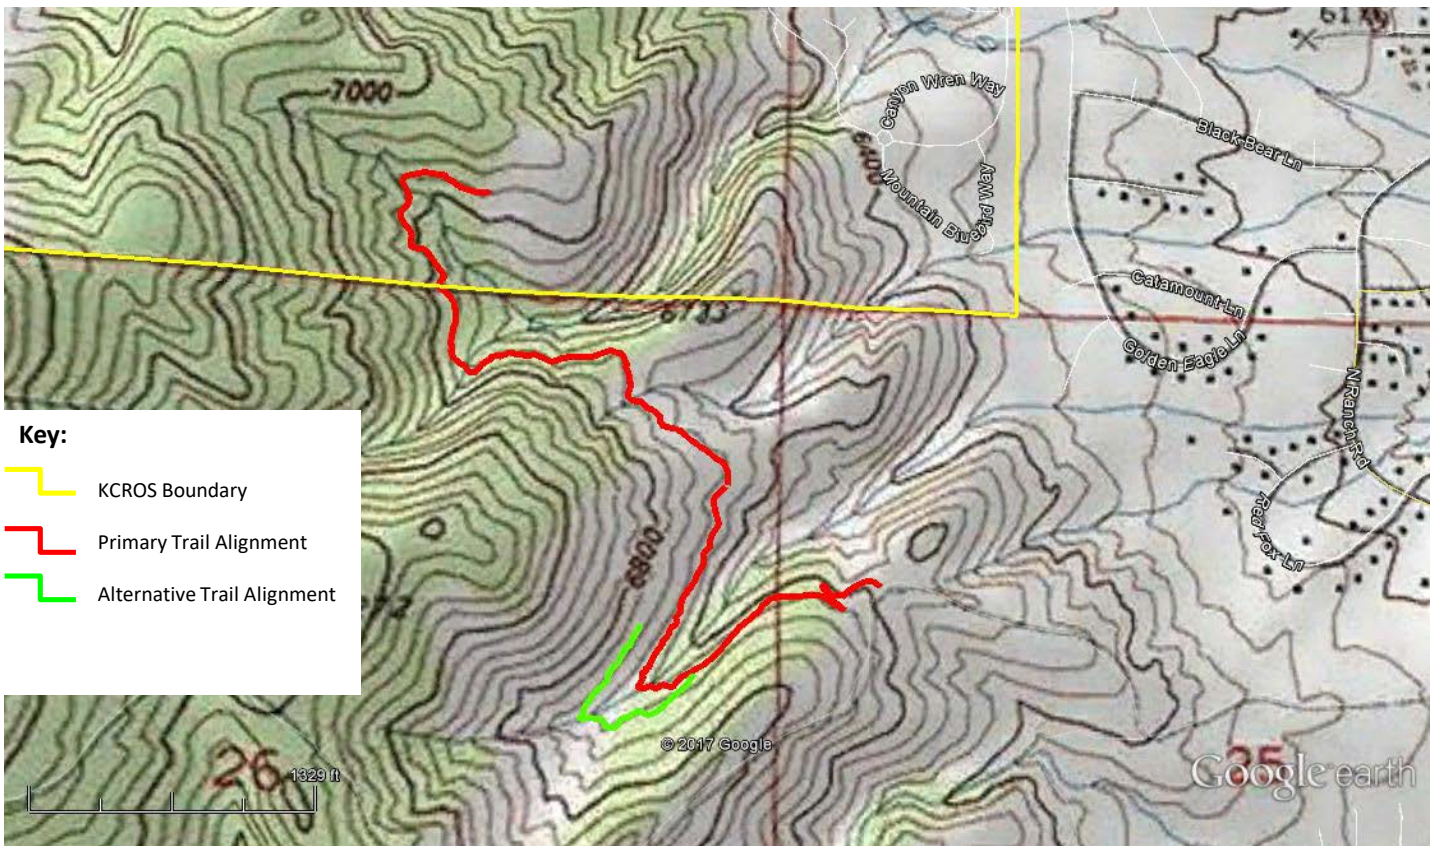 6179
7000
Canyon Wren Way
Black Bear Ln
6400
Mountain Bluebird Way
Catamount Ln
Golden Eagle Ln
N Ranch Rd
Key:
KCROS Boundary
Primary Trail Alignment
Alternative Trail Alignment
6800
Red Fox Ln
© 2017 Google
26
1329 ft
35
Google earth